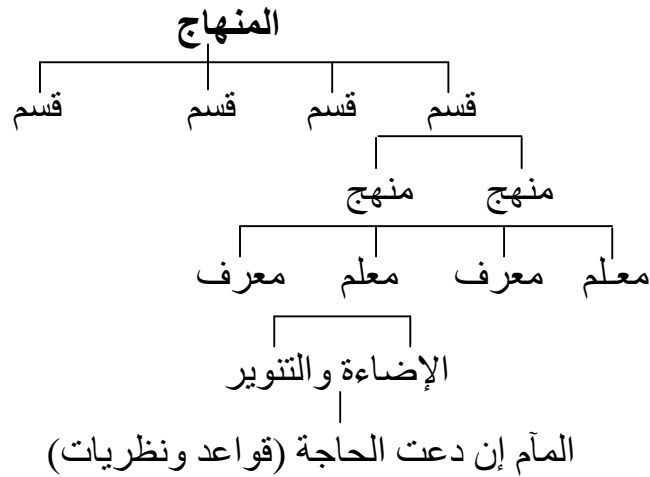 المنهاج
قسم قسم قسم قسم
منهج منهج
معلم معرف معلم معرف
الإضاءة والتنوير
المآم إن دعت الحاجة (قواعد ونظريات)